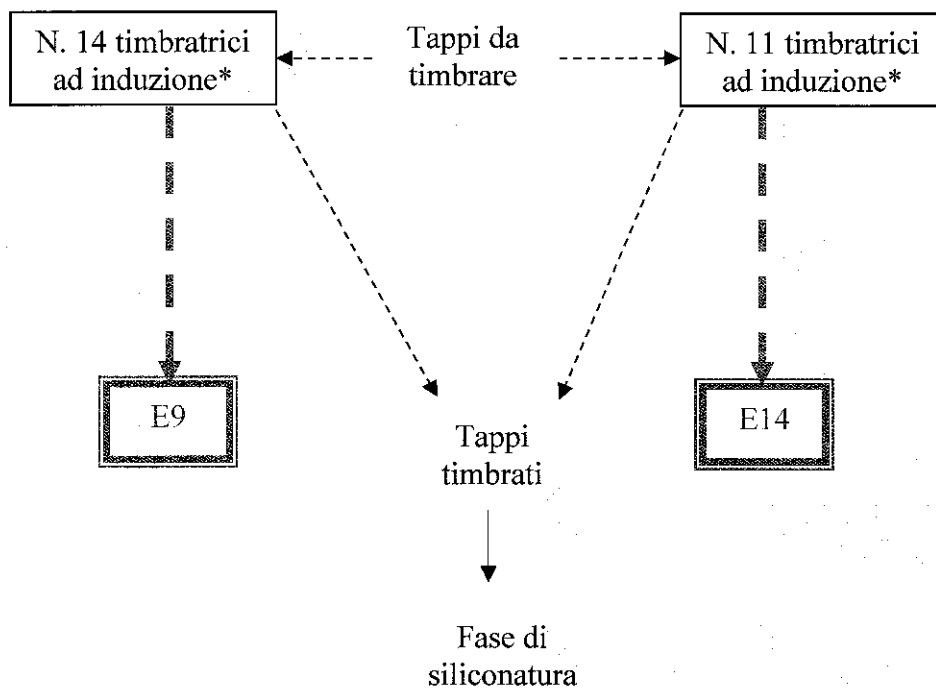 N. 14 timbratrici
ad induzione*
Tappi da
timbrare
N. 11 timbratrici
ad induzione*
E9
E14
Tappi
timbrati
Fase di
siliconatura